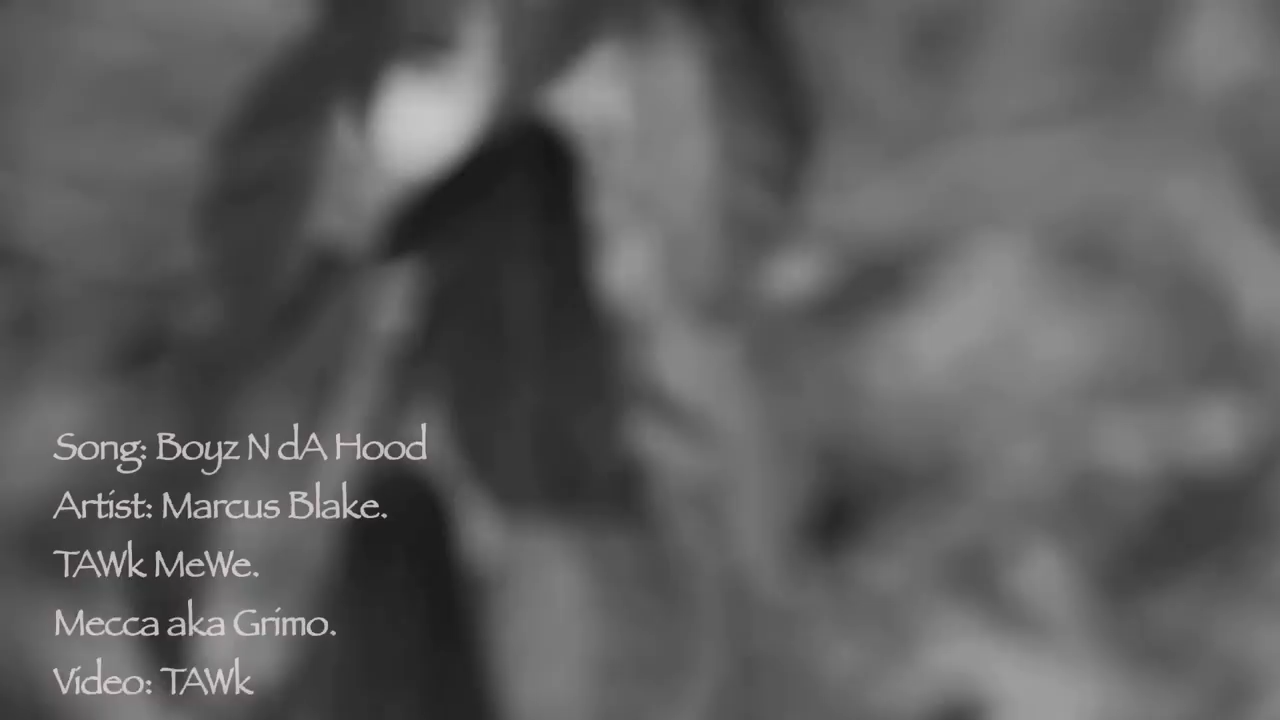 Song: Boyz N dA Hood
Artist: Marcus Blake.
TAWk MeWe.
Mecca aka Grimo.
Video: TAWk